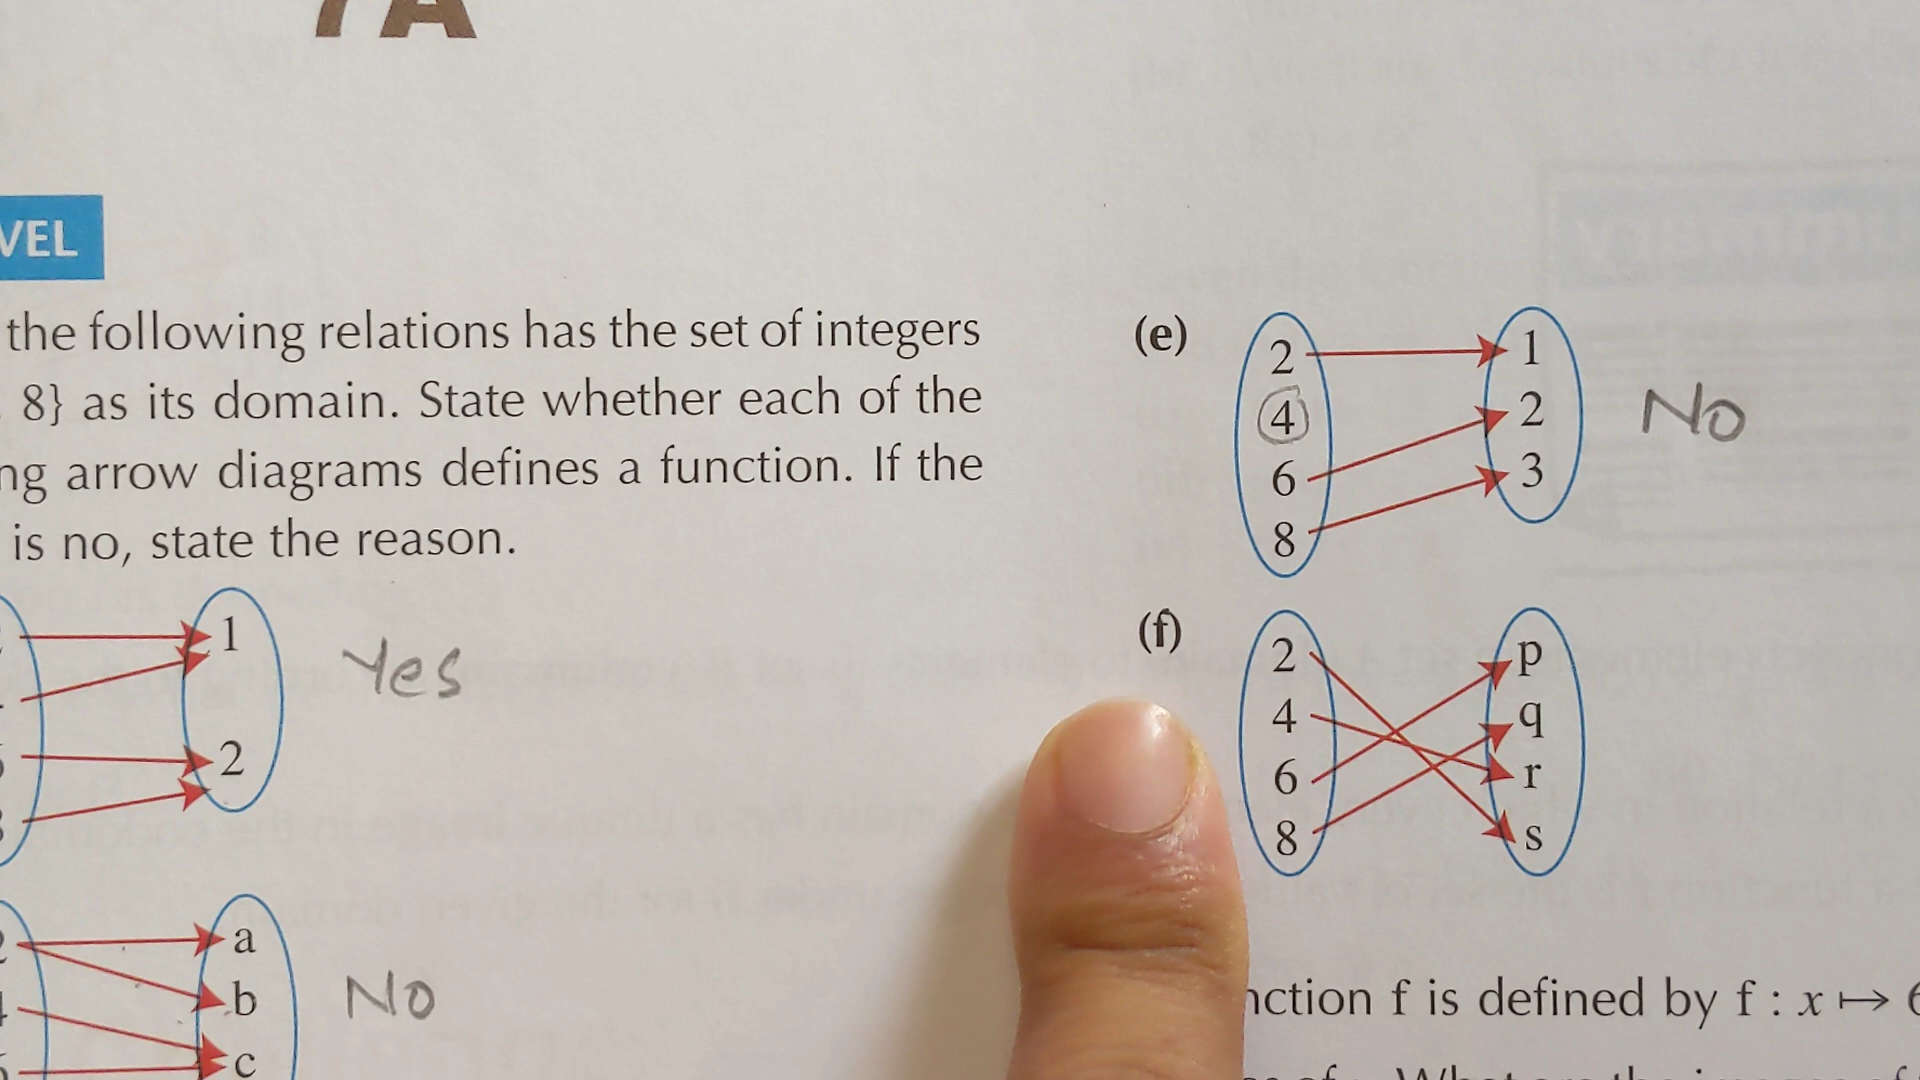 VEL
the following relations has the set of integers
8} as its domain. State whether each of the
ng arrow diagrams defines a function. If the
is no, state the reason.
1
2
Yes
a
b
c
No
(e)
2
4
6
8
1
2
3
No
(f)
2
4
6
8
p
q
r
s
nction f is defined by f : x ↦ 6